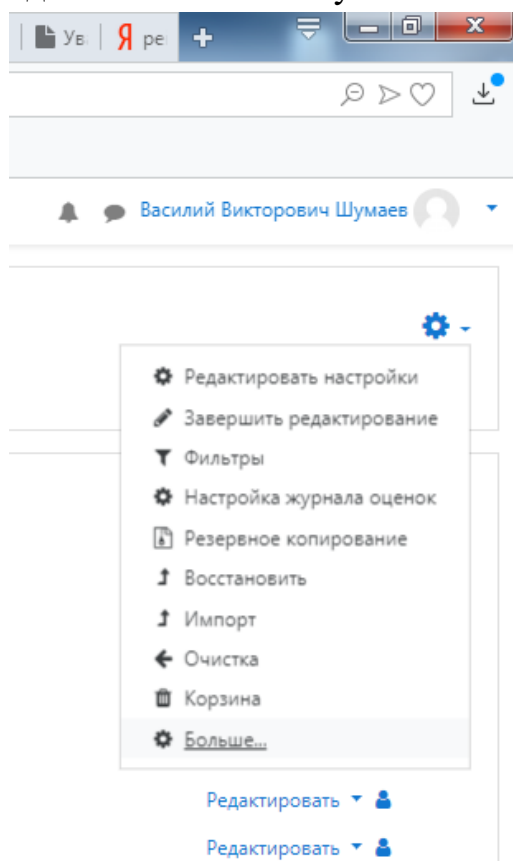 Ув
Я ре
Василий Викторович Шумаев
Редактировать настройки
Завершить редактирование
Фильтры
Настройка журнала оценок
Резервное копирование
Восстановить
Импорт
Очистка
Корзина
Больше...
Редактировать
Редактировать